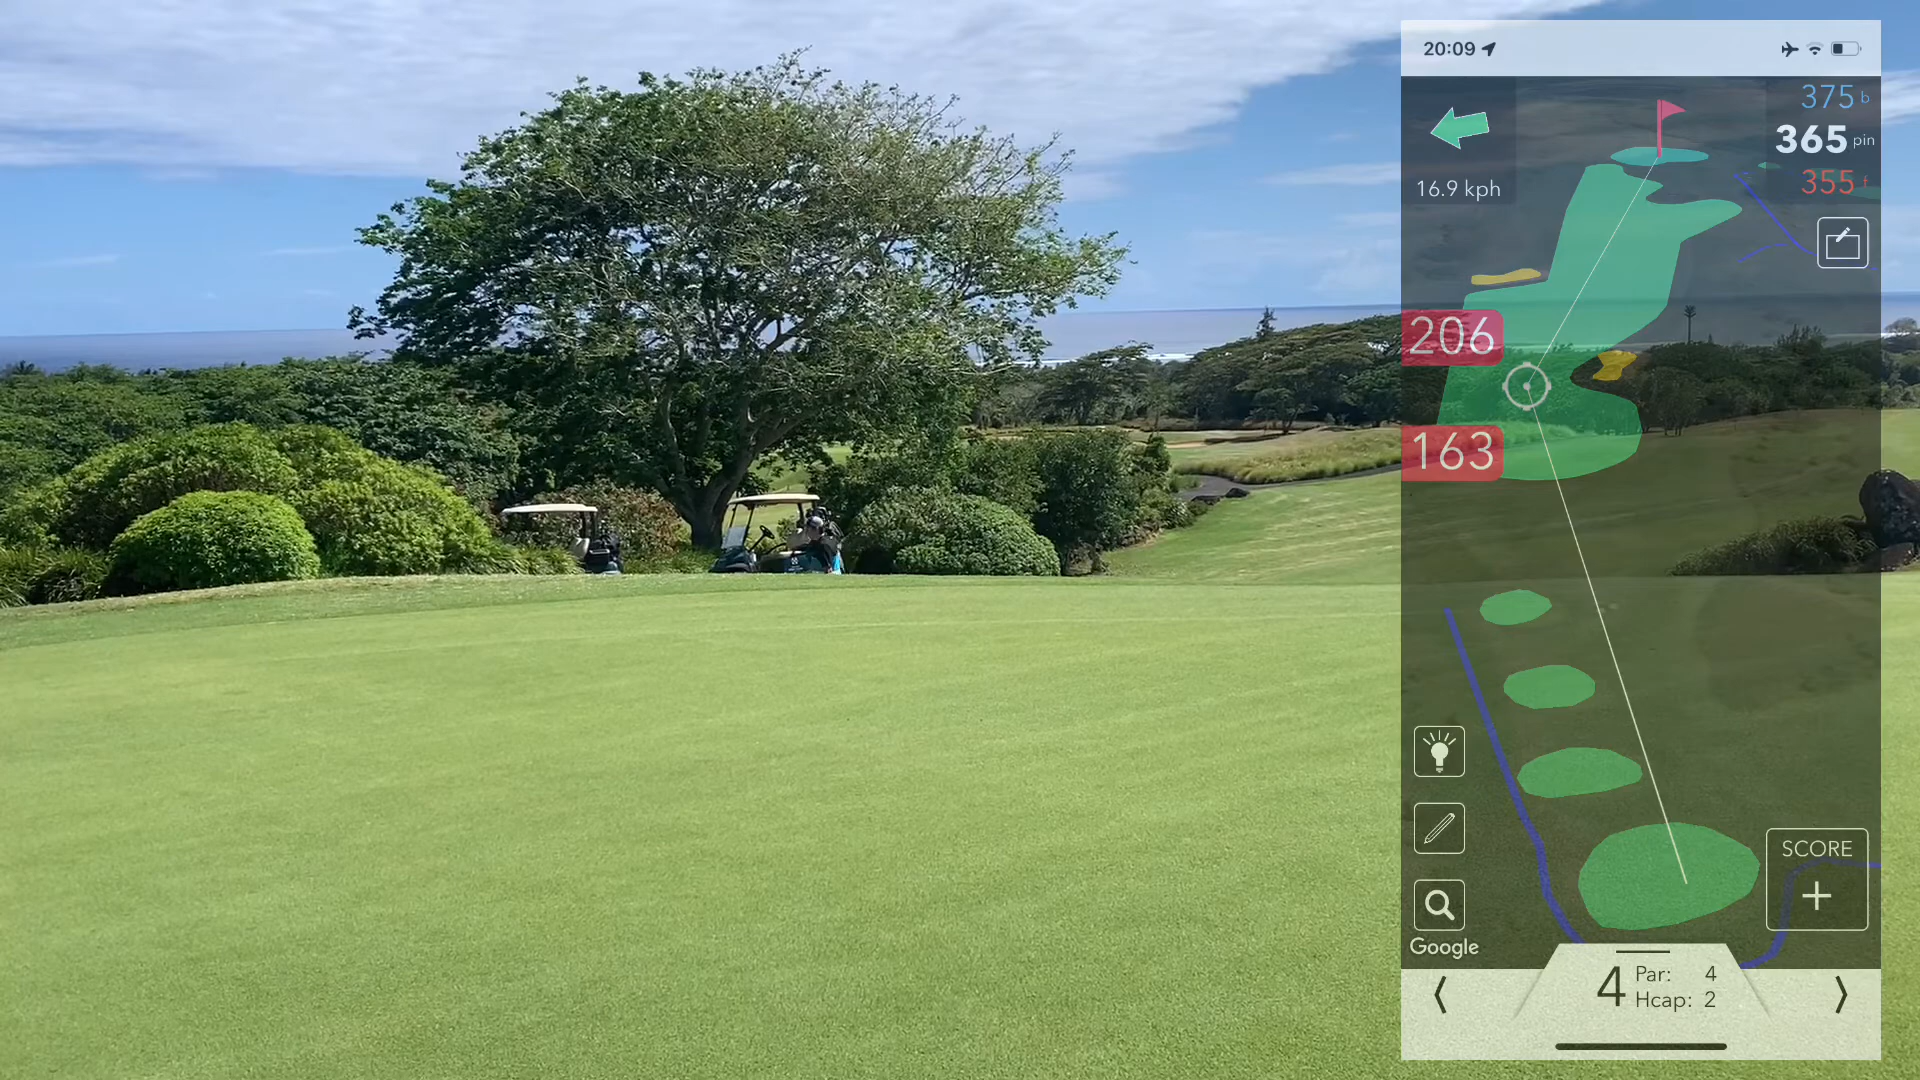 20:09
375 b
365 pin
355 f
16.9 kph
206
163
SCORE
+
Google
4
Par: 4
Hcap: 2